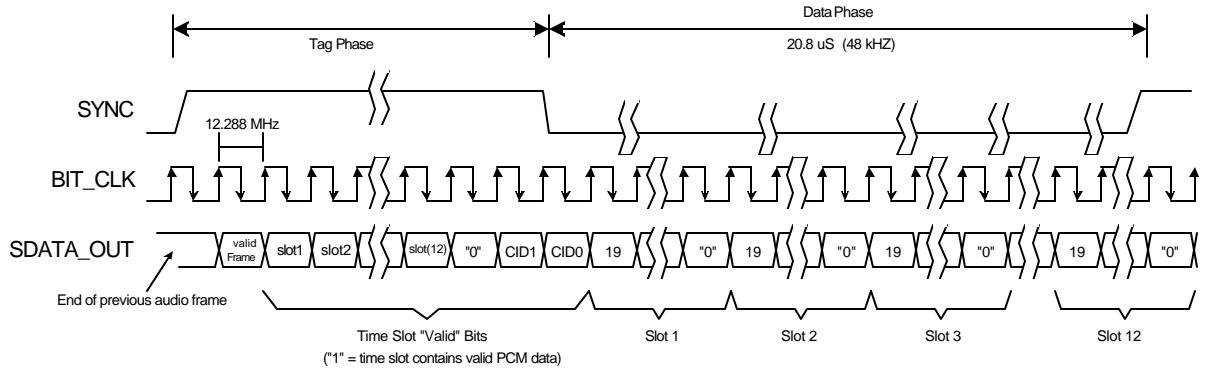 Data Phase
Tag Phase
20.8 uS (48 kHZ)
SYNC
12.288 MHz
BIT_CLK
SDATA_OUT
valid
Frame
slot1
slot2
slot(12)
"0"
CID1
CID0
19
"0"
19
"0"
19
"0"
19
"0"
End of previous audio frame
Time Slot "Valid" Bits
("1" = time slot contains valid PCM data)
Slot 1
Slot 2
Slot 3
Slot 12